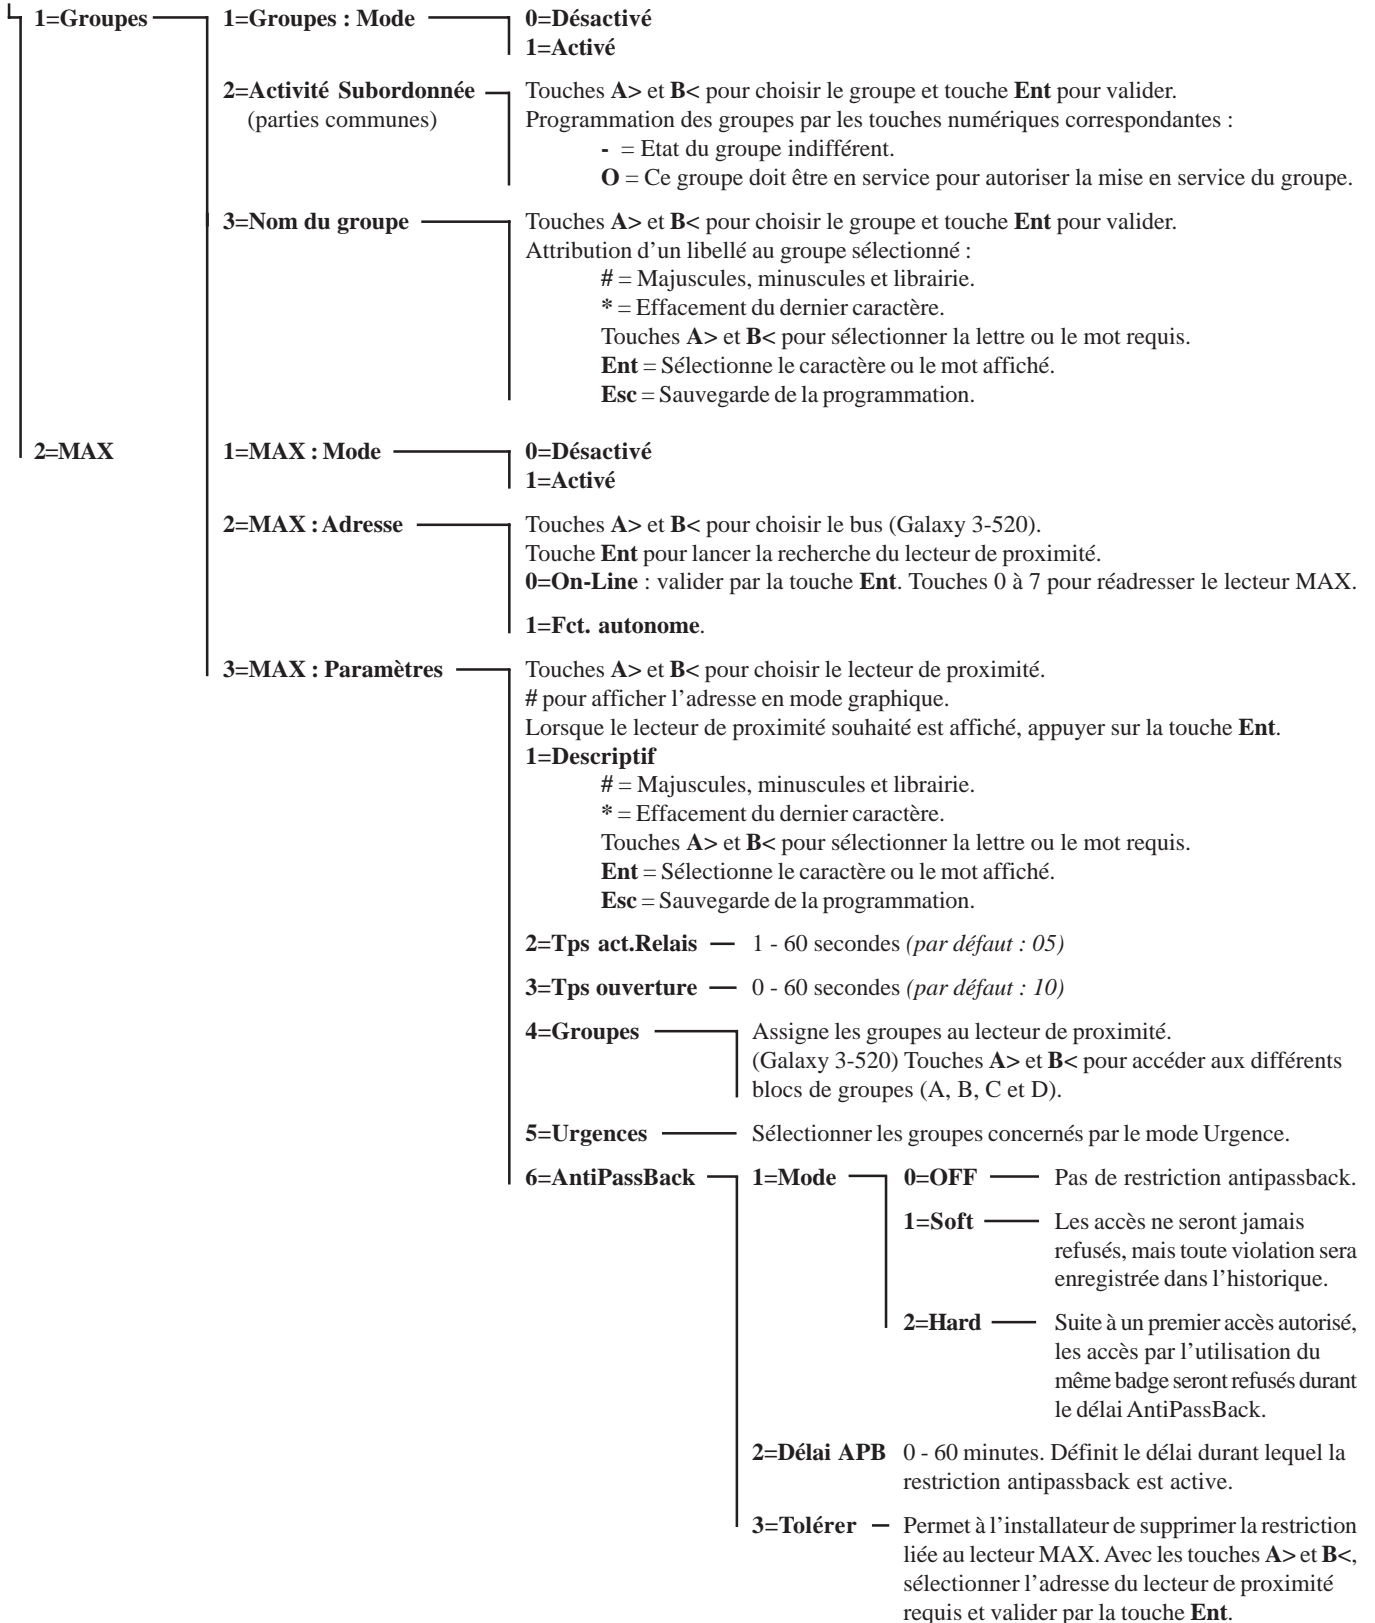 1=Groupes 1=Groupes : Mode 0=Désactivé
1=Activé
2=Activité Subordonnée Touches A> et B< pour choisir le groupe et touche Ent pour valider.
(parties communes) Programmation des groupes par les touches numériques correspondantes :
- = Etat du groupe indifférent.
O = Ce groupe doit être en service pour autoriser la mise en service du groupe.
3=Nom du groupe Touches A> et B< pour choisir le groupe et touche Ent pour valider.
Attribution d’un libellé au groupe sélectionné :
# = Majuscules, minuscules et librairie.
* = Effacement du dernier caractère.
Touches A> et B< pour sélectionner la lettre ou le mot requis.
Ent = Sélectionne le caractère ou le mot affiché.
Esc = Sauvegarde de la programmation.
2=MAX 1=MAX : Mode 0=Désactivé
1=Activé
2=MAX : Adresse Touches A> et B< pour choisir le bus (Galaxy 3-520).
Touche Ent pour lancer la recherche du lecteur de proximité.
0=On-Line : valider par la touche Ent. Touches 0 à 7 pour réadresser le lecteur MAX.
1=Fct. autonome.
3=MAX : Paramètres Touches A> et B< pour choisir le lecteur de proximité.
# pour afficher l’adresse en mode graphique.
Lorsque le lecteur de proximité souhaité est affiché, appuyer sur la touche Ent.
1=Descriptif
# = Majuscules, minuscules et librairie.
* = Effacement du dernier caractère.
Touches A> et B< pour sélectionner la lettre ou le mot requis.
Ent = Sélectionne le caractère ou le mot affiché.
Esc = Sauvegarde de la programmation.
2=Tps act.Relais 1 - 60 secondes (par défaut : 05)
3=Tps ouverture 0 - 60 secondes (par défaut : 10)
4=Groupes Assigne les groupes au lecteur de proximité.
(Galaxy 3-520) Touches A> et B< pour accéder aux différents
blocs de groupes (A, B, C et D).
5=Urgences Sélectionner les groupes concernés par le mode Urgence.
6=AntiPassBack 1=Mode 0=OFF Pas de restriction antipassback.
1=Soft Les accès ne seront jamais
refusés, mais toute violation sera
enregistrée dans l’historique.
2=Hard Suite à un premier accès autorisé,
les accès par l’utilisation du
même badge seront refusés durant
le délai AntiPassBack.
2=Délai APB 0 - 60 minutes. Définit le délai durant lequel la
restriction antipassback est active.
3=Tolérer Permet à l’installateur de supprimer la restriction
liée au lecteur MAX. Avec les touches A> et B<,
sélectionner l’adresse du lecteur de proximité
requis et valider par la touche Ent.